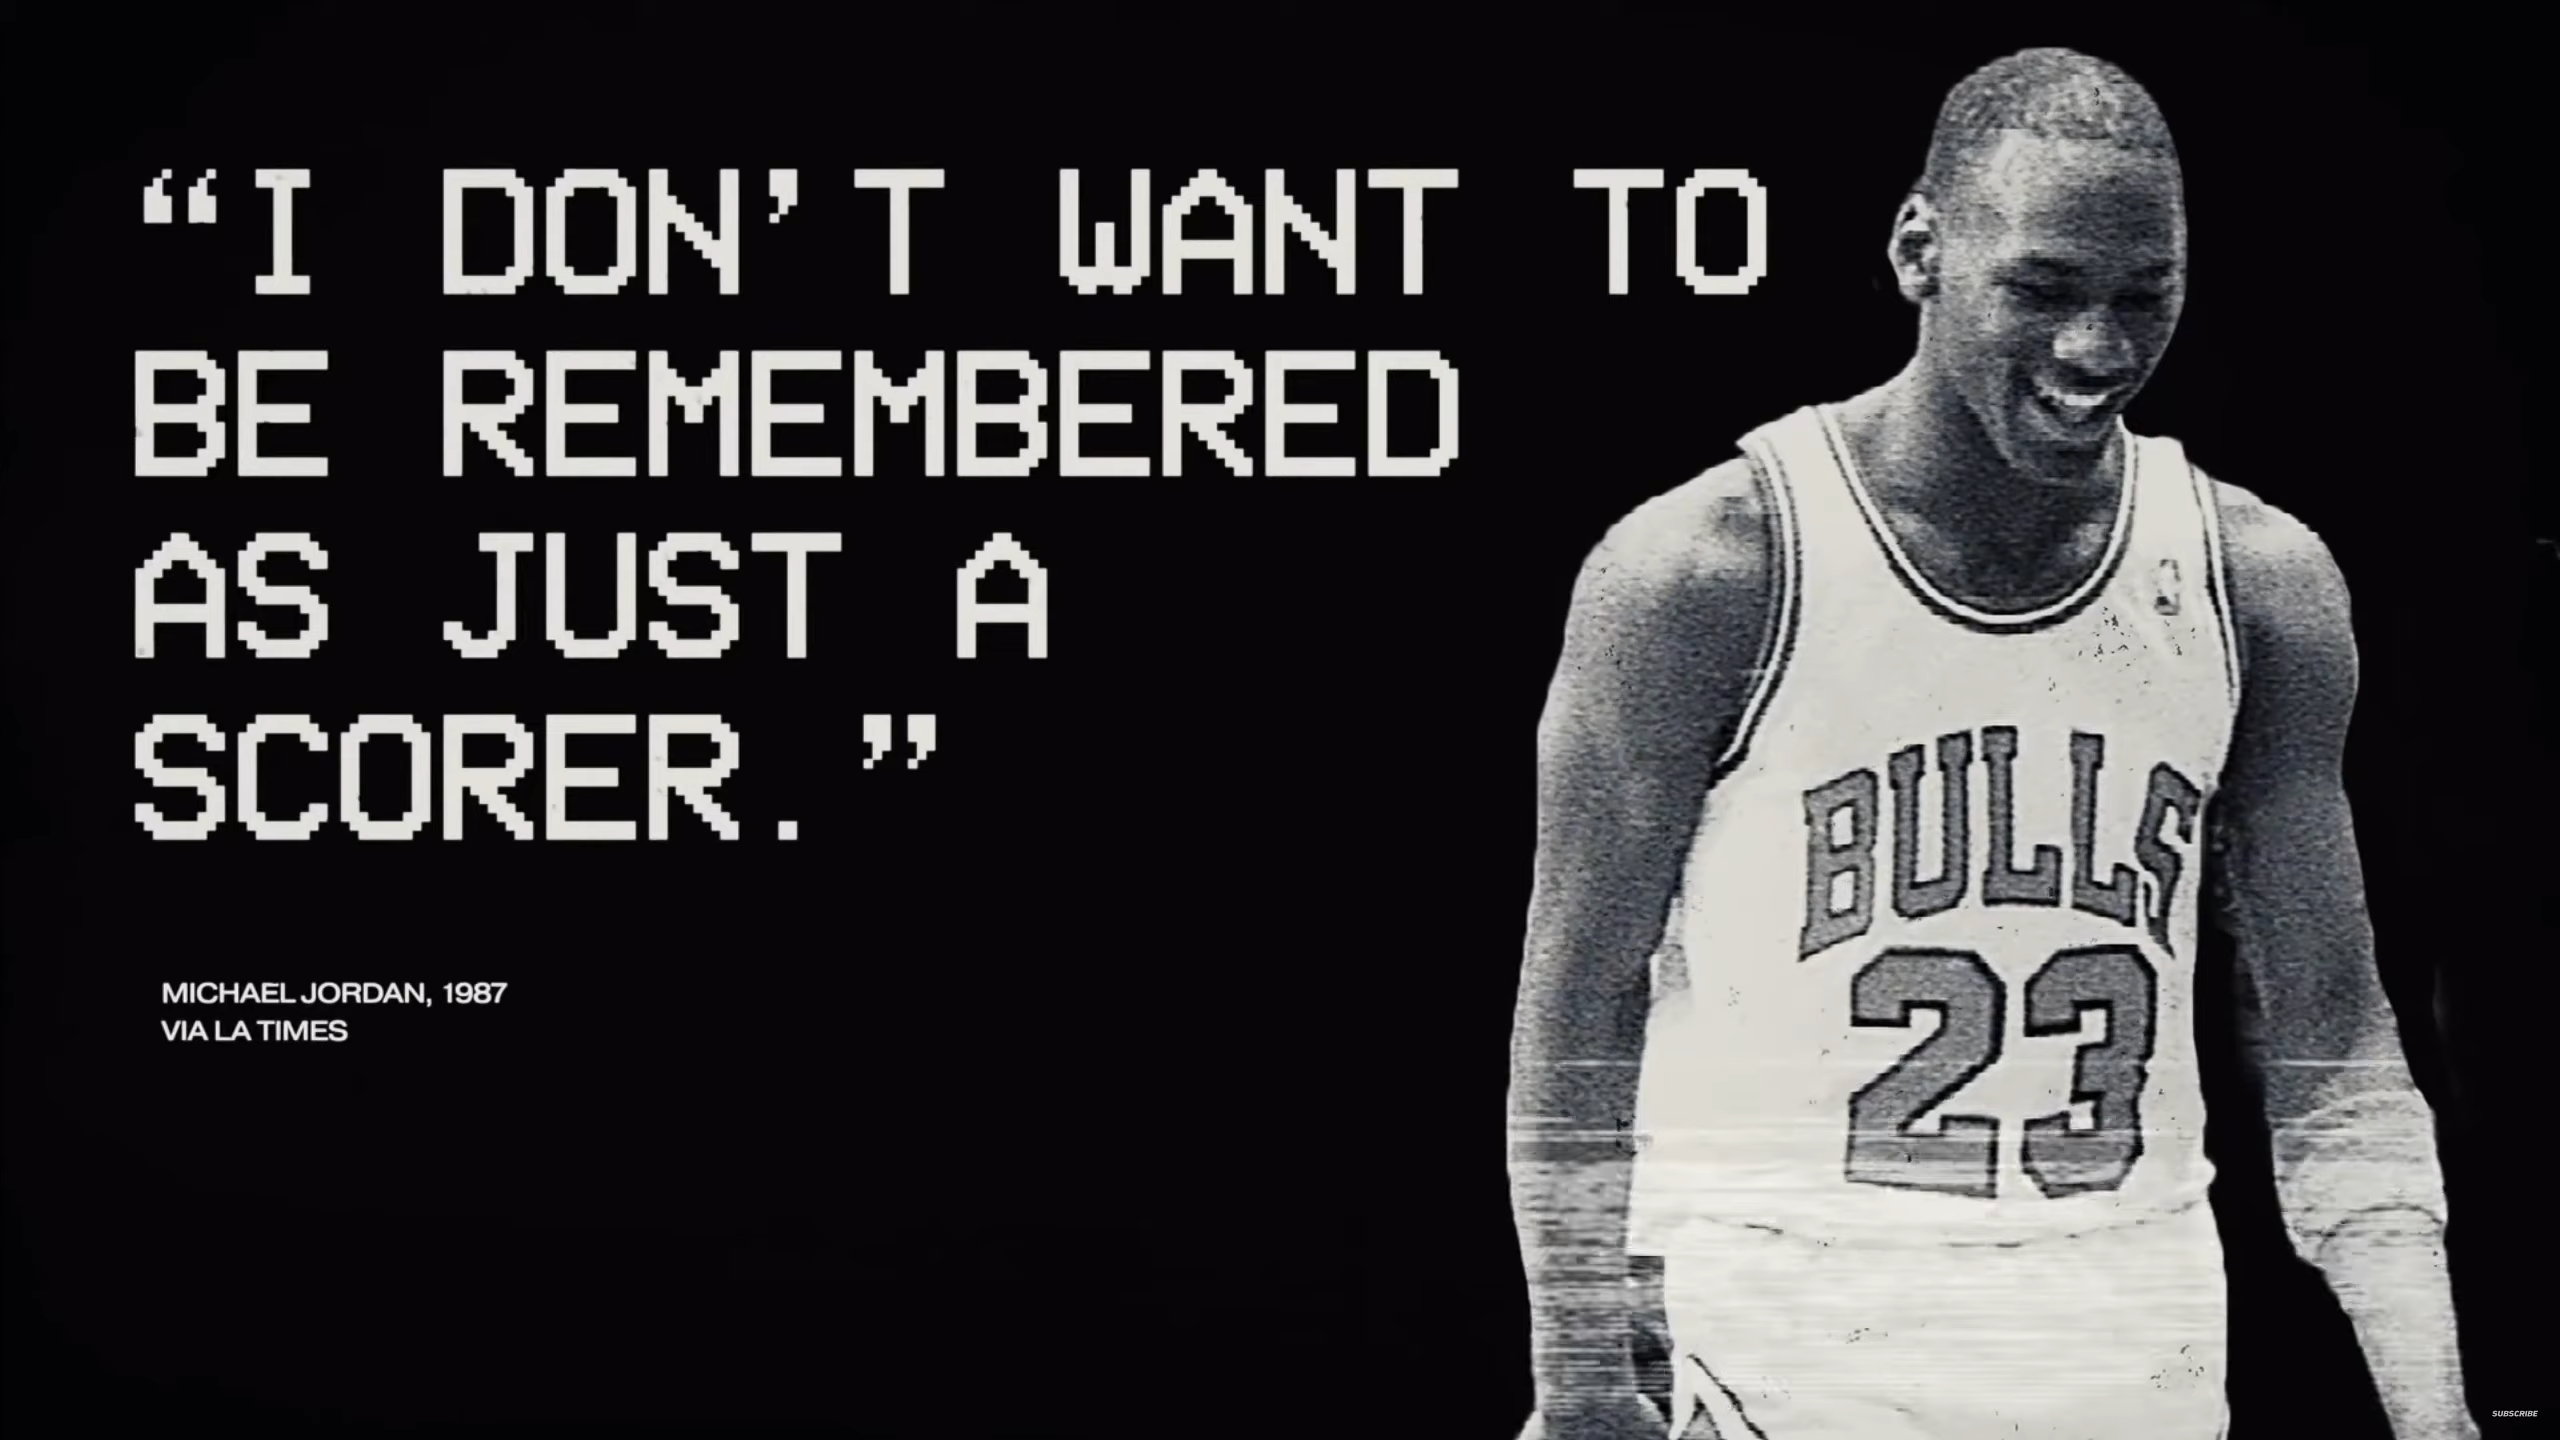 “I DON’T WANT TO
BE REMEMBERED
AS JUST A
SCORER.”
MICHAEL JORDAN, 1987
VIA LA TIMES
BULLS
23
SUBSCRIBE